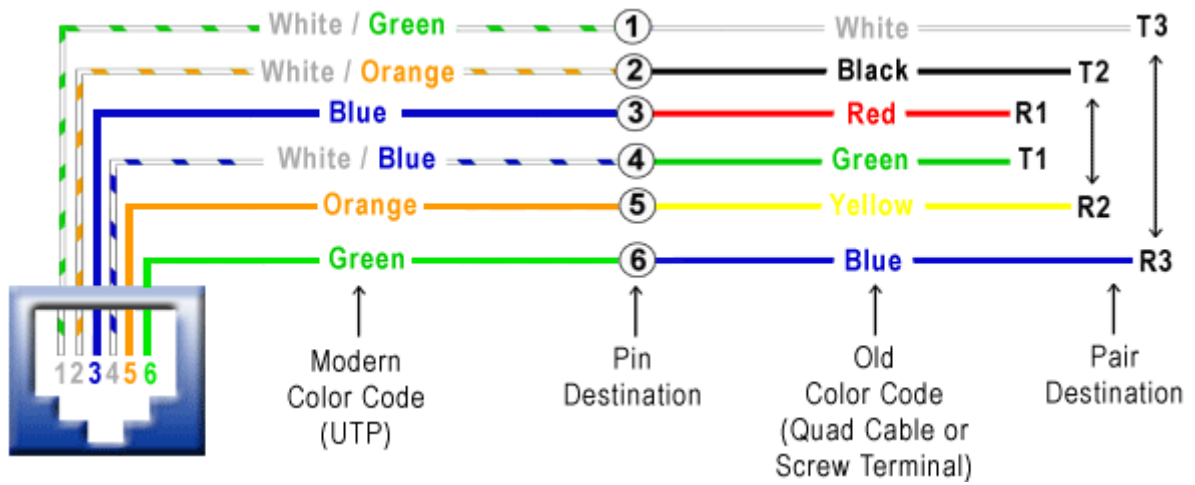 White / Green 1 White T3
White / Orange 2 Black T2
Blue 3 Red R1
White / Blue 4 Green T1
Orange 5 Yellow R2
Green 6 Blue R3
1 2 3 4 5 6
Modern
Color Code
(UTP)
Pin
Destination
Old
Color Code
(Quad Cable or
Screw Terminal)
Pair
Destination